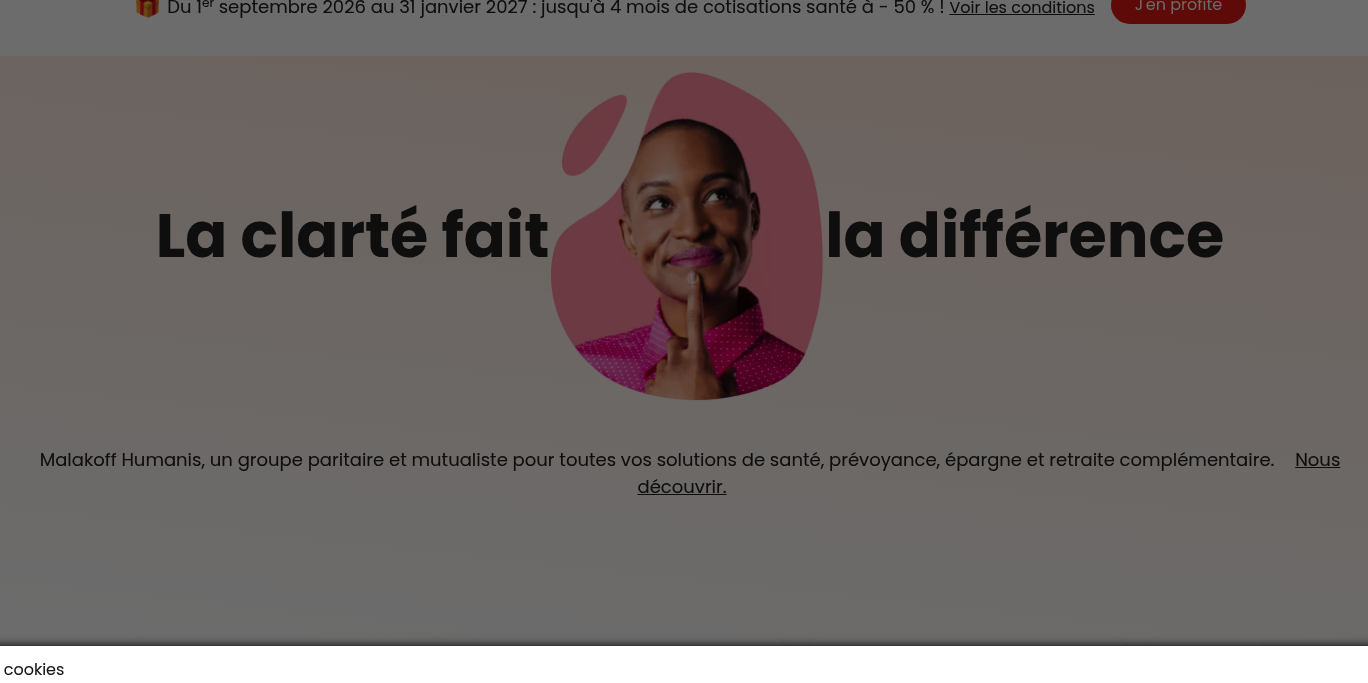 🎁 Du 1er septembre 2026 au 31 janvier 2027 : jusqu'à 4 mois de cotisations santé à - 50 % ! Voir les conditions J'en profite
La clarté fait la différence
Malakoff Humanis, un groupe paritaire et mutualiste pour toutes vos solutions de santé, prévoyance, épargne et retraite complémentaire. Nous
découvrir.
cookies